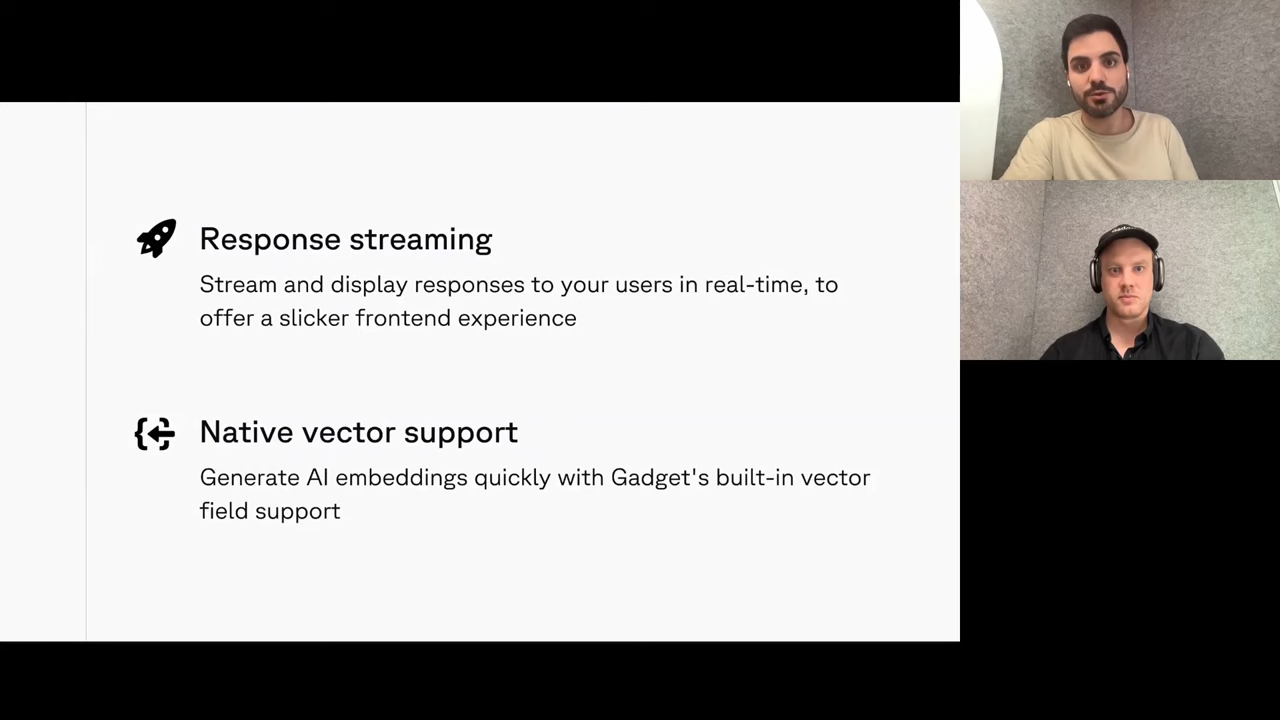 Response streaming
Stream and display responses to your users in real-time, to
offer a slicker frontend experience
Native vector support
Generate AI embeddings quickly with Gadget's built-in vector
field support